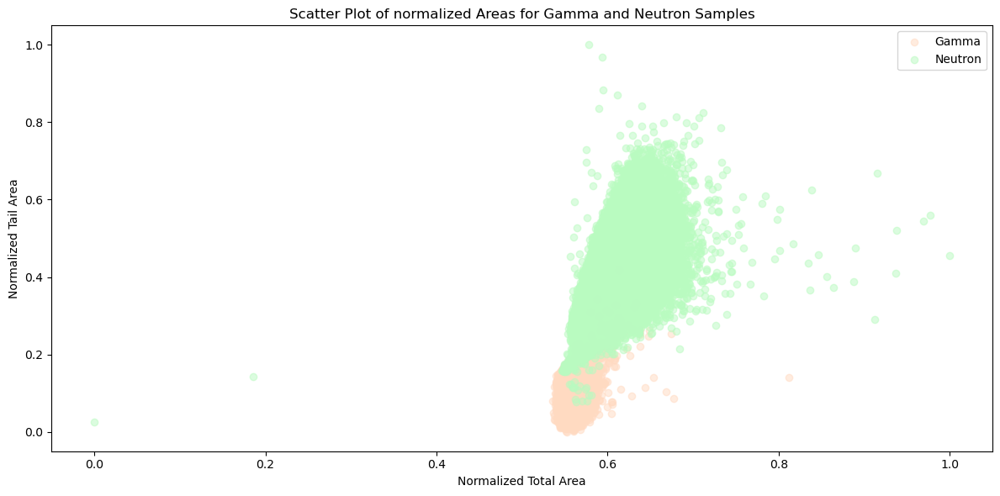 Scatter Plot of normalized Areas for Gamma and Neutron Samples
Gamma
Neutron
Normalized Tail Area
1.0
0.8
0.6
0.4
0.2
0.0
0.0
0.2
0.4
0.6
0.8
1.0
Normalized Total Area